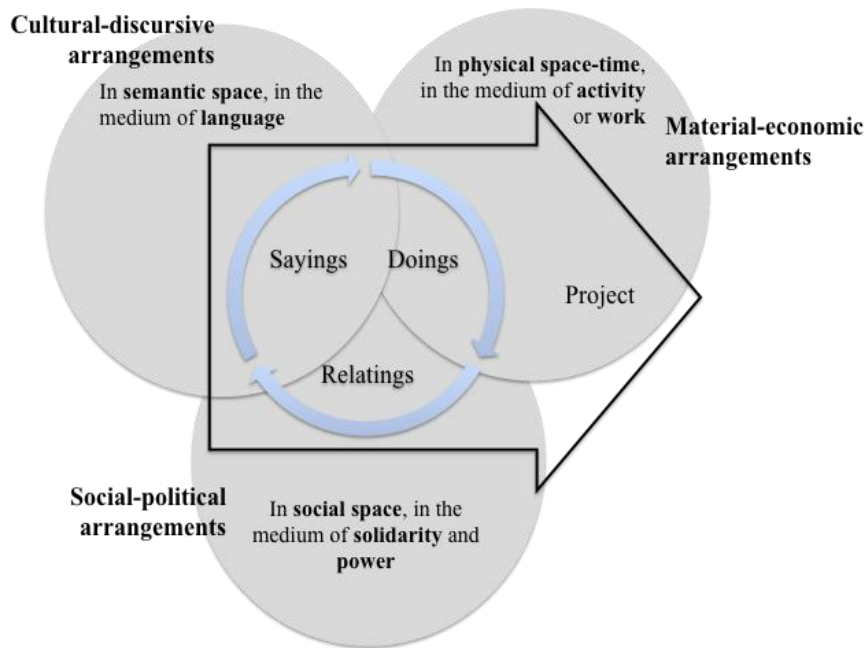 Cultural-discursive
arrangements
In semantic space, in the
medium of language
In physical space-time,
in the medium of activity
or work
Material-economic
arrangements
Sayings
Doings
Project
Relatings
Social-political
arrangements
In social space, in the
medium of solidarity and
power